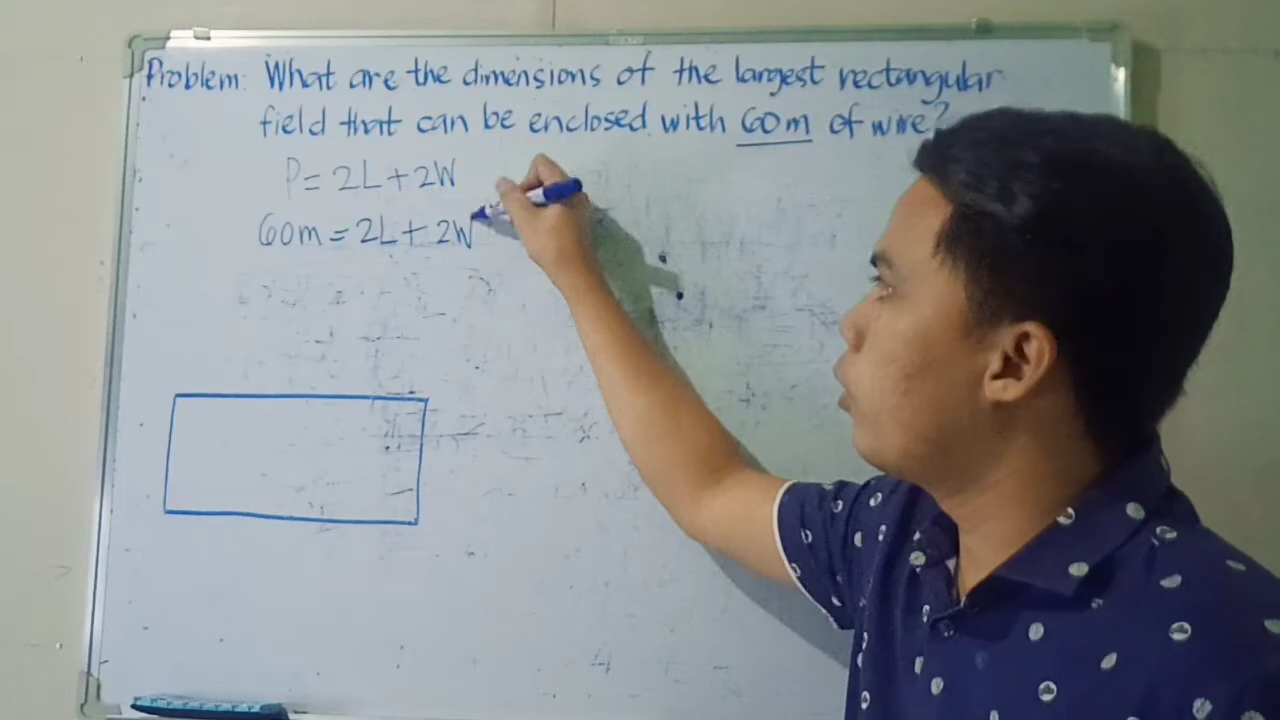 Problem: What are the dimensions of the largest rectangular
field that can be enclosed with 60m of wire?
P = 2L + 2W
60m = 2L + 2W